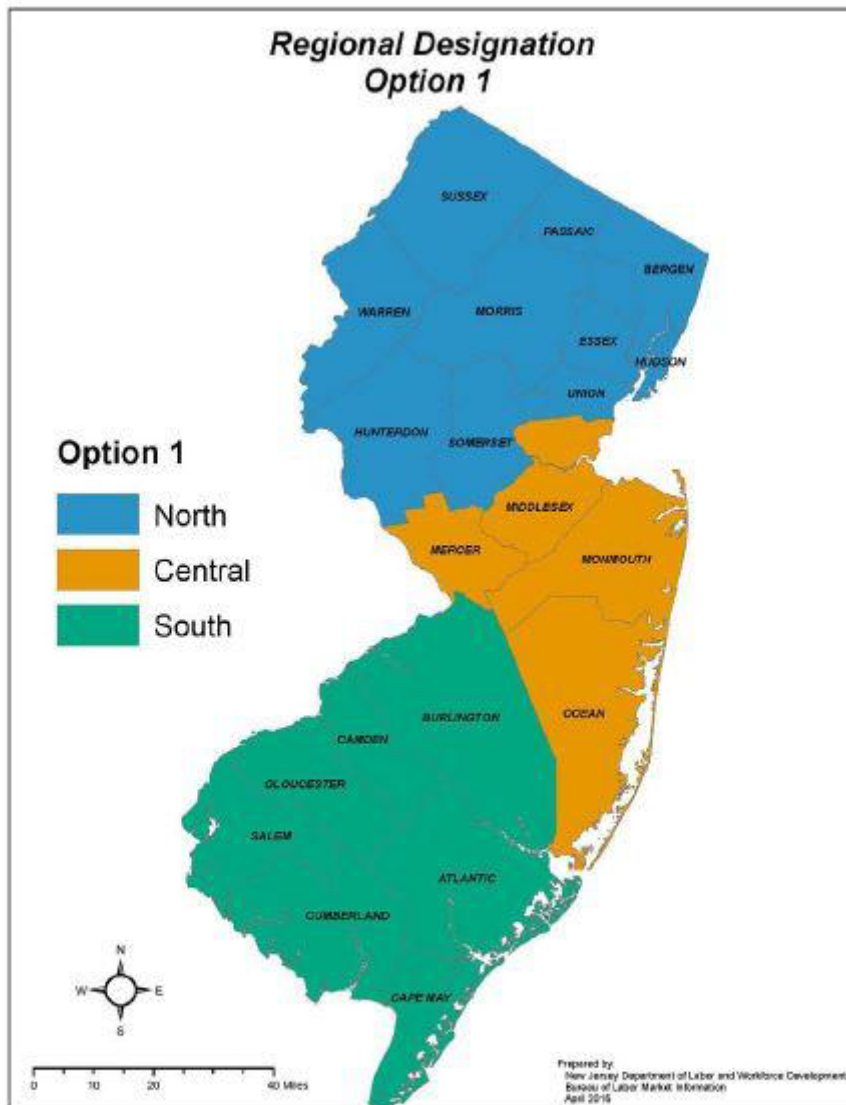 Regional Designation
Option 1
SUSSEX
PASSAIC
BERGEN
WARREN
MORRIS
ESSEX
HUDSON
UNION
HUNTERDON
SOMERSET
Option 1
North
Central
South
MIDDLESEX
MERCER
MONMOUTH
OCEAN
BURLINGTON
CAMDEN
GLOUCESTER
SALEM
ATLANTIC
CUMBERLAND
CAPE MAY
N
W E
S
0 10 20 40 Miles
Prepared by:
New Jersey Department of Labor and Workforce Development
Bureau of Labor Market Information
April 2015